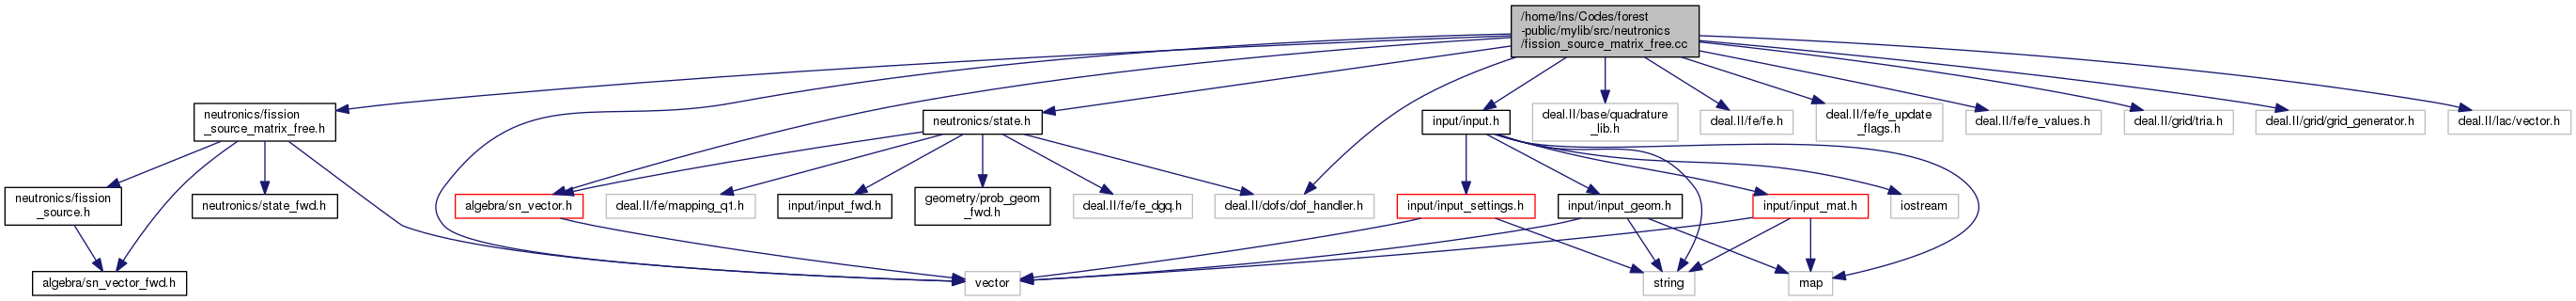 /home/lns/Codes/forest
-public/mylib/src/neutronics
/fission_source_matrix_free.cc
neutronics/fission
_source_matrix_free.h
neutronics/state.h
input/input.h
deal.II/base/quadrature
_lib.h
deal.II/fe/fe.h
deal.II/fe/fe_update
_flags.h
deal.II/fe/fe_values.h
deal.II/grid/tria.h
deal.II/grid/grid_generator.h
deal.II/lac/vector.h
neutronics/fission
_source.h
neutronics/state_fwd.h
algebra/sn_vector.h
deal.II/fe/mapping_q1.h
input/input_fwd.h
geometry/prob_geom
_fwd.h
deal.II/fe/fe_dgq.h
deal.II/dofs/dof_handler.h
input/input_settings.h
input/input_geom.h
input/input_mat.h
iostream
algebra/sn_vector_fwd.h
vector
string
map